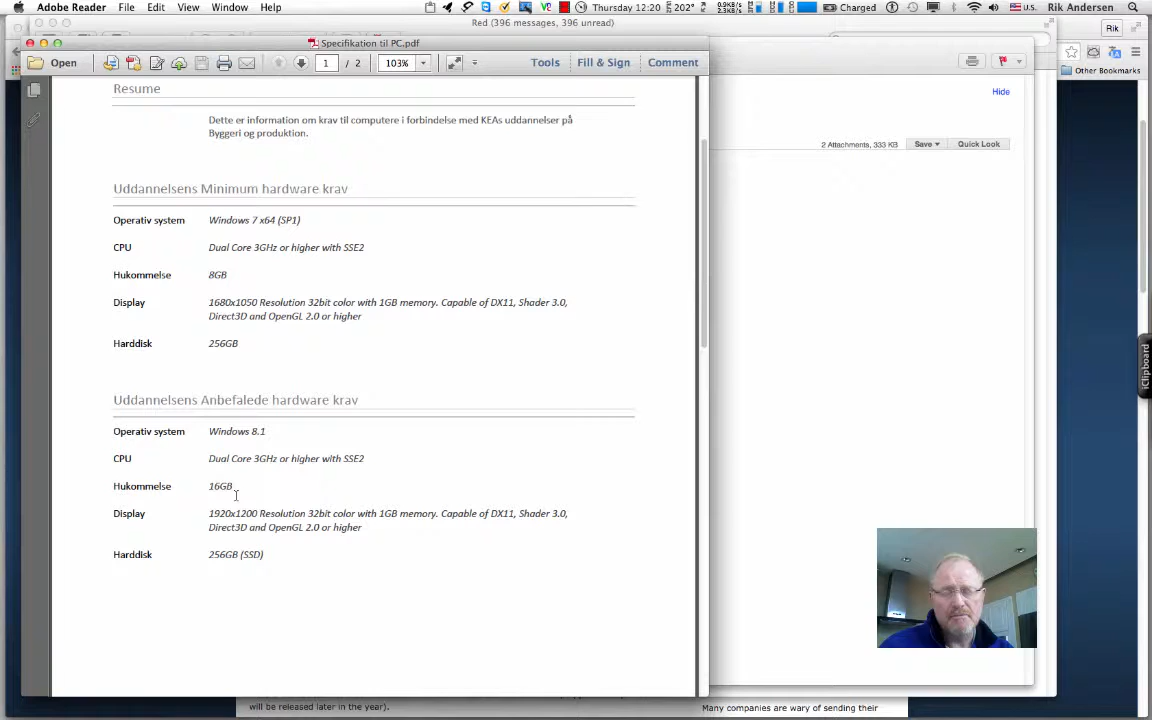 Adobe Reader File Edit View Window Help
0.9KB/s
2.3KB/s
202°
Charged
U.S.
Thursday 12:20
Rik Andersen
Red (396 messages, 396 unread)
Rik
Specifikation til PC.pdf
Open
1 / 2
103%
Tools
Fill & Sign
Comment
Other Bookmarks
Hide
2 Attachments, 333 KB
Save
Quick Look
Resume
Dette er information om krav til computere i forbindelse med KEAs uddannelser på
Byggeri og produktion.
Uddannelsens Minimum hardware krav
Operativ system Windows 7 x64 (SP1)
CPU Dual Core 3GHz or higher with SSE2
Hukommelse 8GB
Display 1680x1050 Resolution 32bit color with 1GB memory. Capable of DX11, Shader 3.0,
Direct3D and OpenGL 2.0 or higher
Harddisk 256GB
Uddannelsens Anbefalede hardware krav
Operativ system Windows 8.1
CPU Dual Core 3GHz or higher with SSE2
Hukommelse 16GB
Display 1920x1200 Resolution 32bit color with 1GB memory. Capable of DX11, Shader 3.0,
Direct3D and OpenGL 2.0 or higher
Harddisk 256GB (SSD)
iClipboard
will be released later in the year).
Many companies are wary of sending their